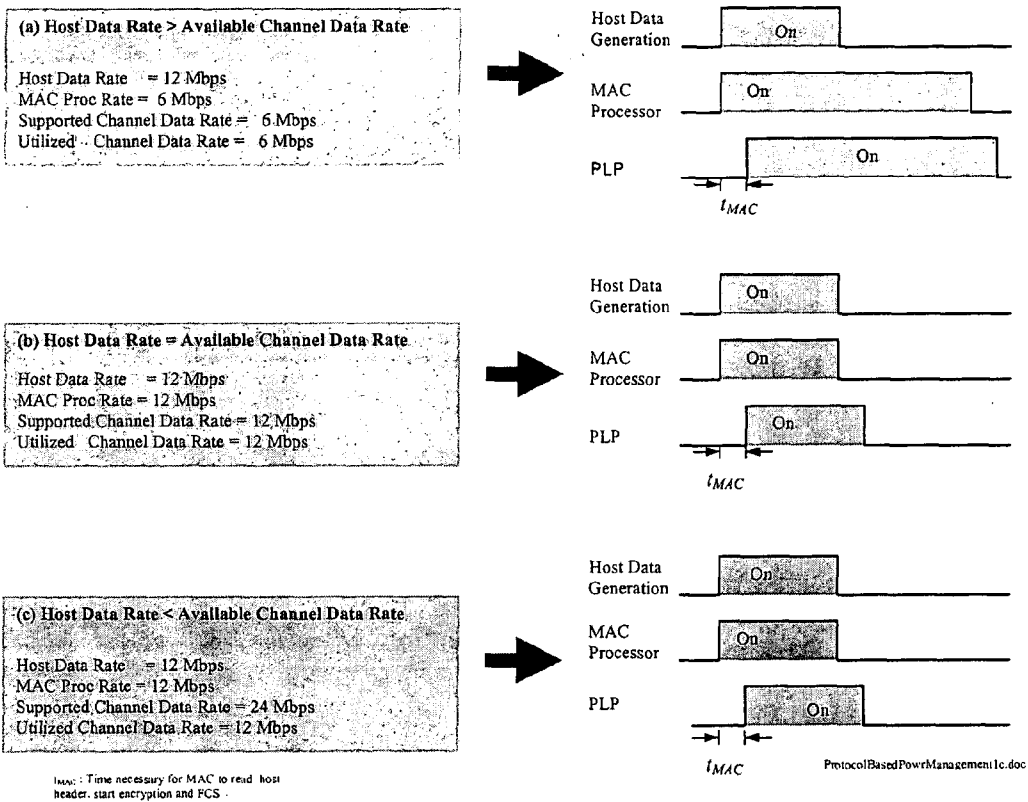 (a) Host Data Rate > Available Channel Data Rate
Host Data Rate = 12 Mbps
MAC Proc Rate = 6 Mbps
Supported Channel Data Rate = 6 Mbps
Utilized Channel Data Rate = 6 Mbps
Host Data
Generation
On
MAC
Processor
On
PLP
On
tMAC
(b) Host Data Rate = Available Channel Data Rate
Host Data Rate = 12 Mbps
MAC Proc Rate = 12 Mbps
Supported Channel Data Rate = 12 Mbps
Utilized Channel Data Rate = 12 Mbps
Host Data
Generation
On
MAC
Processor
On
PLP
On
tMAC
(c) Host Data Rate < Available Channel Data Rate
Host Data Rate = 12 Mbps
MAC Proc Rate = 12 Mbps
Supported Channel Data Rate = 24 Mbps
Utilized Channel Data Rate = 12 Mbps
Host Data
Generation
On
MAC
Processor
On
PLP
On
tMAC
tMAC : Time necessary for MAC to read host
header, start encryption and FCS
ProtocolBasedPowrManagement1c.doc